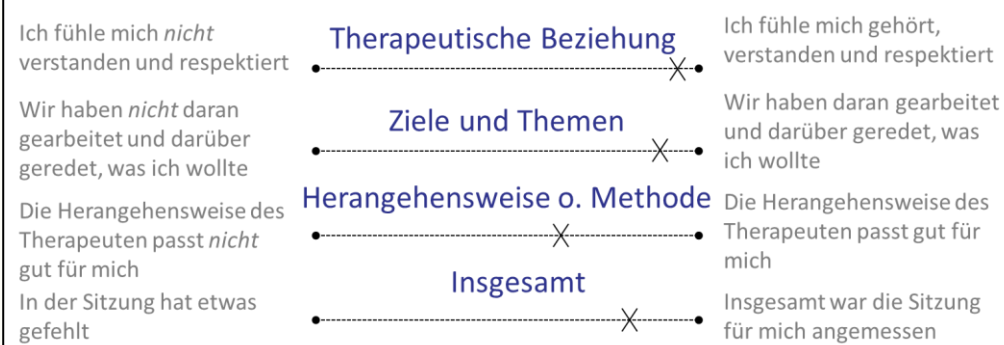 Ich fühle mich nicht
verstanden und respektiert
Therapeutische Beziehung
Ich fühle mich gehört,
verstanden und respektiert
Wir haben nicht daran
gearbeitet und darüber
geredet, was ich wollte
Ziele und Themen
Wir haben daran gearbeitet
und darüber geredet, was
ich wollte
Die Herangehensweise des
Therapeuten passt nicht
gut für mich
Herangehensweise o. Methode
Die Herangehensweise des
Therapeuten passt gut für
mich
In der Sitzung hat etwas
gefehlt
Insgesamt
Insgesamt war die Sitzung
für mich angemessen